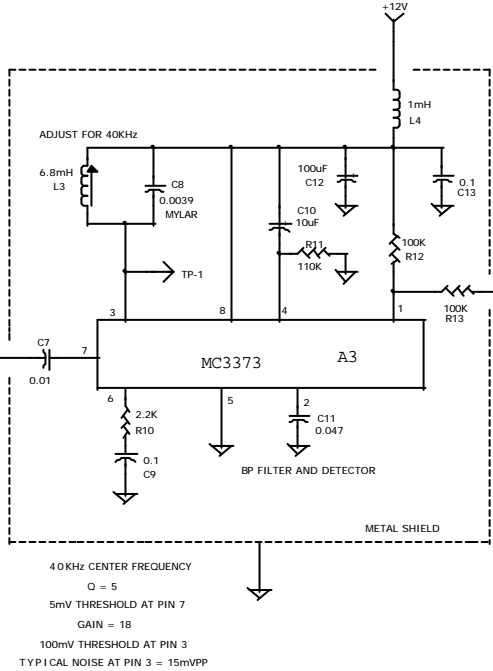 +12V
1mH
L4
ADJUST FOR 40KHz
6.8mH
L3
C8
0.0039
MYLAR
100uF
C12
0.1
C13
C10
10uF
R11
110K
100K
R12
TP-1
100K
R13
3
8
4
1
C7
0.01
7
MC3373
A3
6
5
2
2.2K
R10
C11
0.047
0.1
C9
BP FILTER AND DETECTOR
METAL SHIELD
40KHz CENTER FREQUENCY
Q = 5
5mV THRESHOLD AT PIN 7
GAIN = 18
100mV THRESHOLD AT PIN 3
TYPICAL NOISE AT PIN 3 = 15mVPP